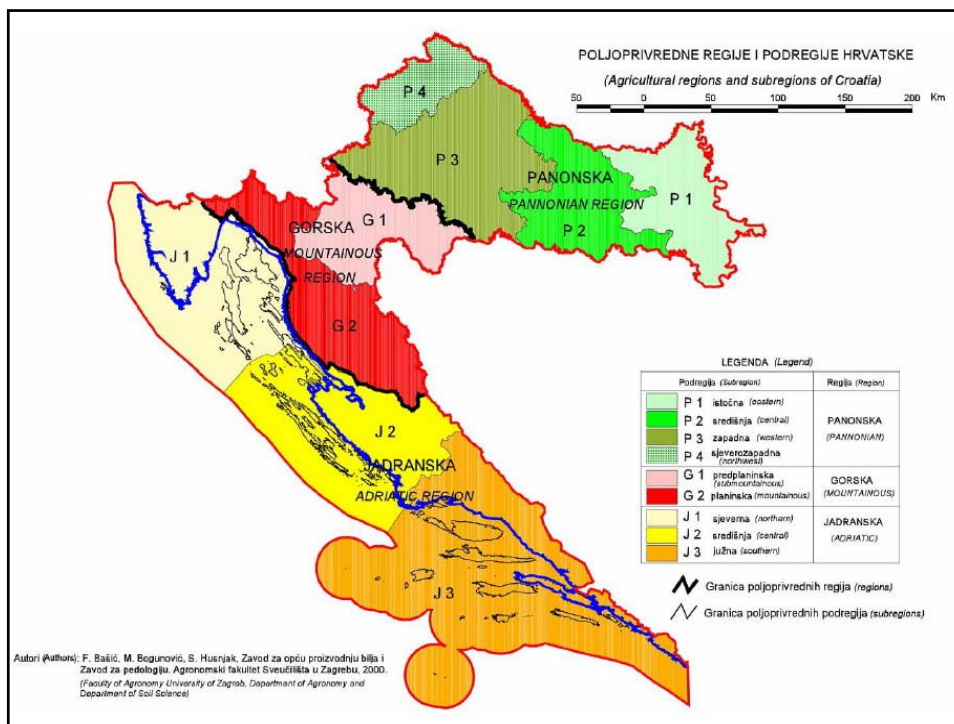 POLJOPRIVREDNE REGIJE I PODREGIJE HRVATSKE
(Agricultural regions and subregions of Croatia)
50 0 50 100 150 200 Km
P 4
P 3
PANONSKA
PANNONIAN REGION
P 1
P 2
G 1
GORSKA
MOUNTAINOUS
REGION
J 1
G 2
J 2
JADRANSKA
ADRIATIC REGION
J 3
LEGENDA (Legend)
Podregija (Subregion) Regija (Region)
P 1 istočna (eastern)
P 2 središnja (central)
P 3 zapadna (western)
P 4 sjeverozapadna
(northwest)
PANONSKA
(PANNONIAN)
G 1 predplaninska
(submountainous)
G 2 planinska (mountainous)
GORSKA
(MOUNTAINOUS)
J 1 sjeverna (northern)
J 2 središnja (central)
J 3 južna (southern)
JADRANSKA
(ADRIATIC)
Granica poljoprivrednih regija (regions)
Granica poljoprivrednih podregija (subregions)
Autori (Authors): F. Bašić, M. Bogunović, S. Husnjak, Zavod za opću proizvodnju bilja i
Zavod za pedologiju. Agronomski fakultet Sveučilišta u Zagrebu, 2000.
(Faculty of Agronomy University of Zagreb, Department of Agronomy and
Department of Soil Science)